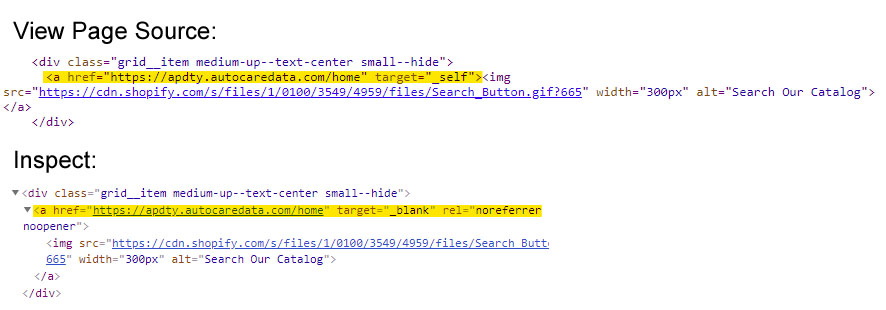 View Page Source:
<div class="grid__item medium-up--text-center small--hide">
<a href="https://apdty.autocaredata.com/home" target="_self"><img
src="https://cdn.shopify.com/s/files/1/0100/3549/4959/files/Search_Button.gif?665" width="300px" alt="Search Our Catalog">
</a>
</div>
Inspect:
▼<div class="grid__item medium-up--text-center small--hide">
▼<a href="https://apdty.autocaredata.com/home" target="_blank" rel="noreferrer
noopener">
<img src="https://cdn.shopify.com/s/files/1/0100/3549/4959/files/Search Butt
665" width="300px" alt="Search Our Catalog">
</a>
</div>